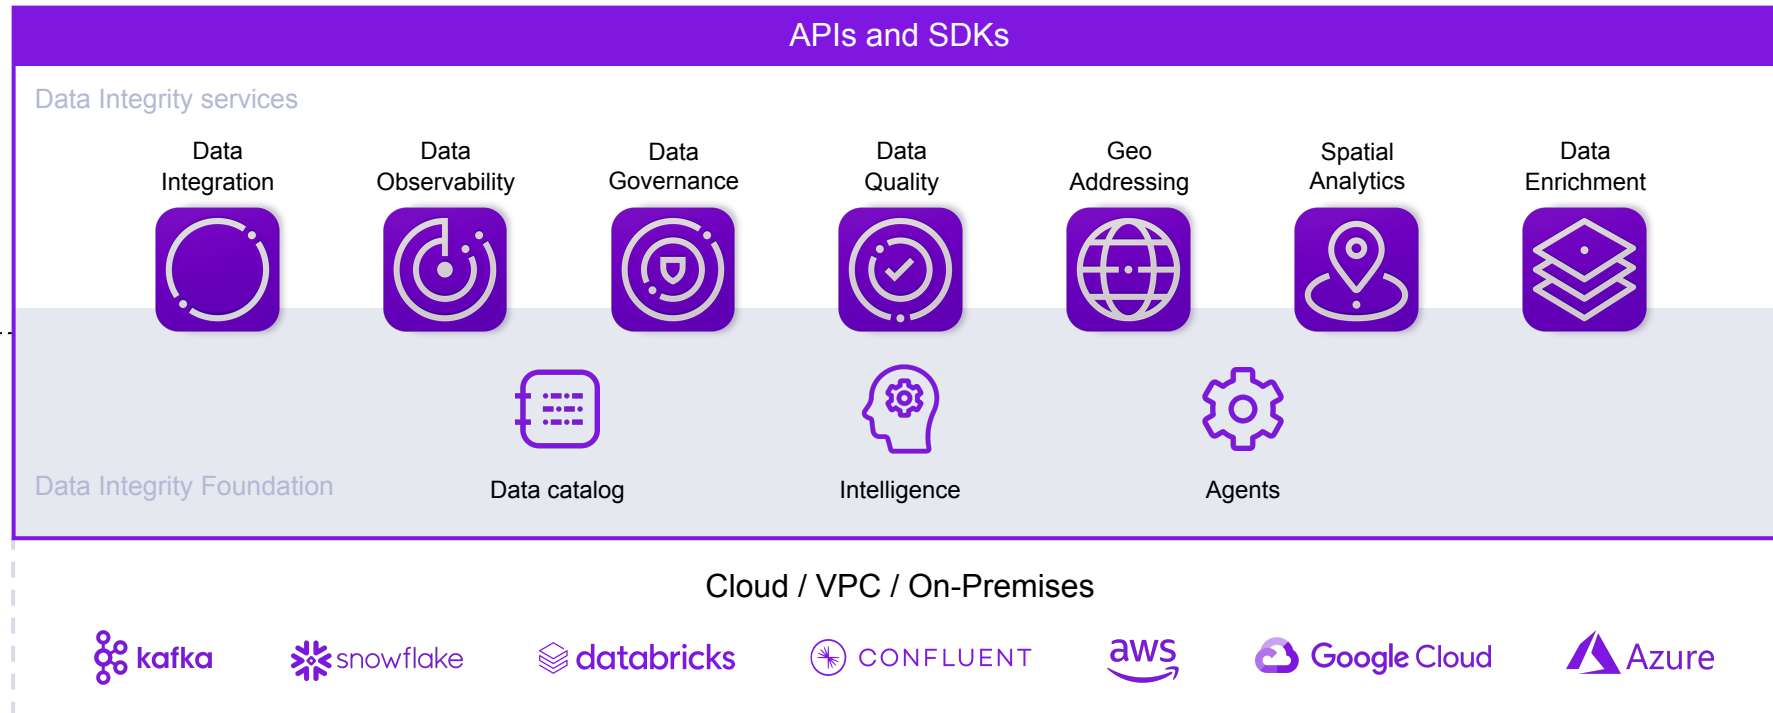 APIs and SDKs
Data Integrity services
Data
Integration
Data
Observability
Data
Governance
Data
Quality
Geo
Addressing
Spatial
Analytics
Data
Enrichment
Data Integrity Foundation
Data catalog
Intelligence
Agents
Cloud / VPC / On-Premises
kafka
snowflake
databricks
CONFLUENT
aws
Google Cloud
Azure